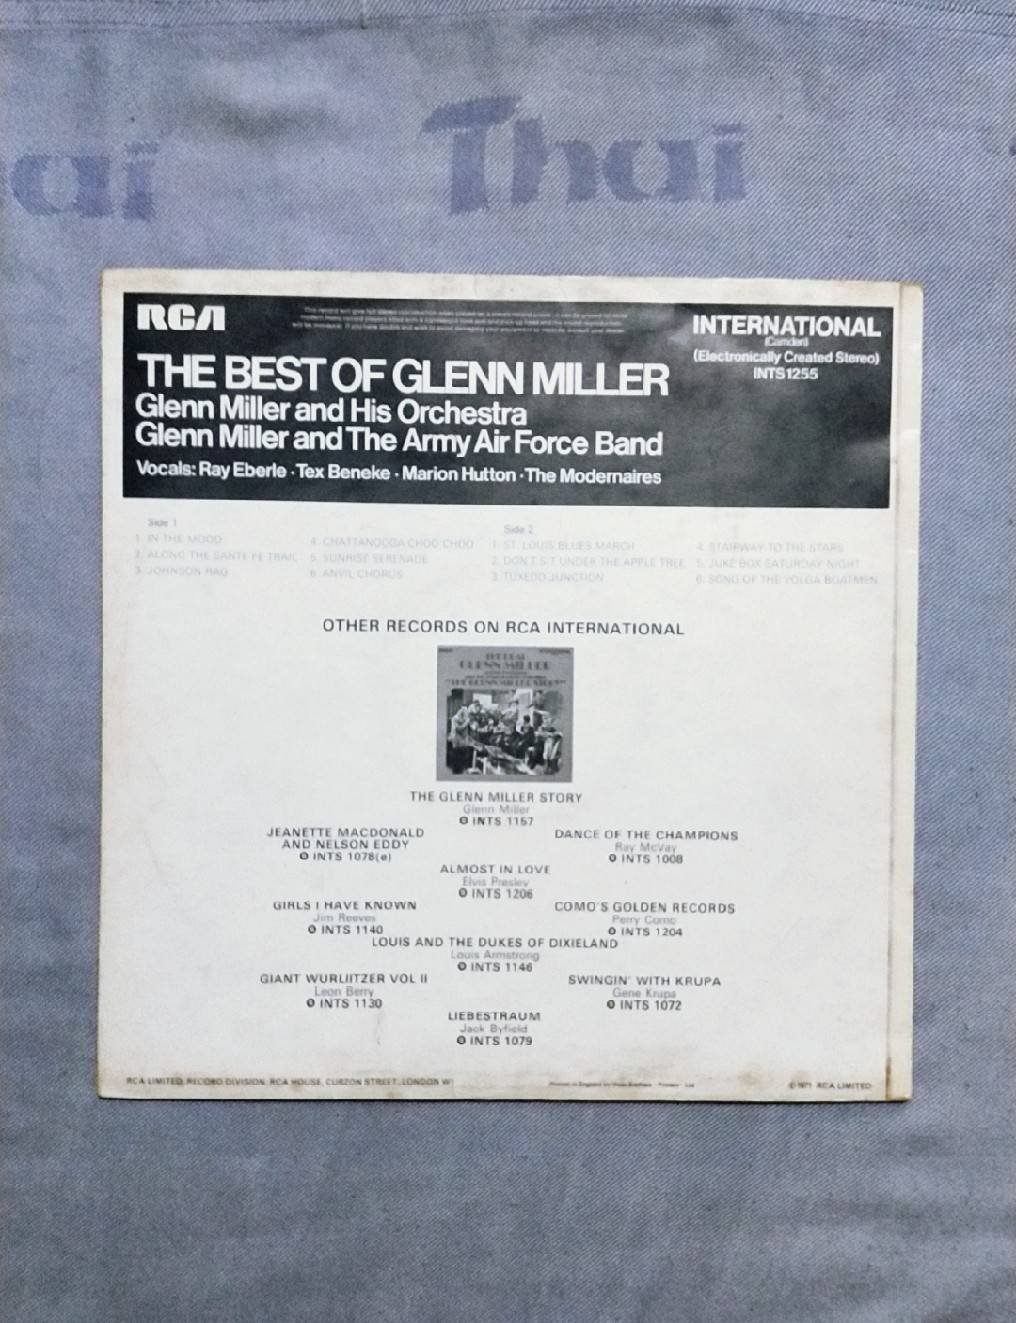 ai Thai
RCA
INTERNATIONAL
(Camden)
(Electronically Created Stereo)
INTS1255
THE BEST OF GLENN MILLER
Glenn Miller and His Orchestra
Glenn Miller and The Army Air Force Band
Vocals: Ray Eberle · Tex Beneke · Marion Hutton · The Modernaires
Side 1
1. IN THE MOOD
2. ALONG THE SANTE FE TRAIL
3. JOHNSON RAG
4. CHATTANOOGA CHOO CHOO
5. SUNRISE SERENADE
6. ANVIL CHORUS
Side 2
1. ST. LOUIS BLUES MARCH
2. DON'T SIT UNDER THE APPLE TREE
3. TUXEDO JUNCTION
4. STAIRWAY TO THE STARS
5. JUKE BOX SATURDAY NIGHT
6. SONG OF THE VOLGA BOATMEN
OTHER RECORDS ON RCA INTERNATIONAL
GLENN MILLER
"THE GLENN MILLER STORY"
THE GLENN MILLER STORY
Glenn Miller
INTS 1157
JEANETTE MACDONALD
AND NELSON EDDY
INTS 1078(e)
DANCE OF THE CHAMPIONS
Ray McVay
INTS 1008
ALMOST IN LOVE
Elvis Presley
INTS 1206
GIRLS I HAVE KNOWN
Jim Reeves
INTS 1140
COMO'S GOLDEN RECORDS
Perry Como
INTS 1204
LOUIS AND THE DUKES OF DIXIELAND
Louis Armstrong
INTS 1146
GIANT WURLITZER VOL II
Leon Berry
INTS 1130
SWINGIN' WITH KRUPA
Gene Krupa
INTS 1072
LIEBESTRAUM
Jack Byfield
INTS 1079
RCA LIMITED, RECORD DIVISION, RCA HOUSE, CURZON STREET, LONDON W1
© 1971 RCA LIMITED